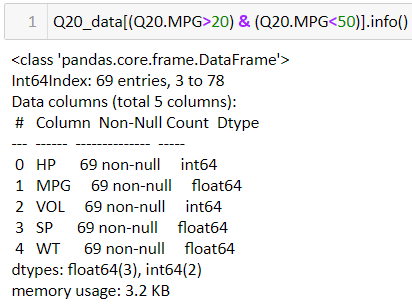 1 Q20_data[(Q20.MPG>20) & (Q20.MPG<50)].info()
<class 'pandas.core.frame.DataFrame'>
Int64Index: 69 entries, 3 to 78
Data columns (total 5 columns):
# Column Non-Null Count Dtype
--- ------ -------------- -----
0 HP 69 non-null int64
1 MPG 69 non-null float64
2 VOL 69 non-null int64
3 SP 69 non-null float64
4 WT 69 non-null float64
dtypes: float64(3), int64(2)
memory usage: 3.2 KB